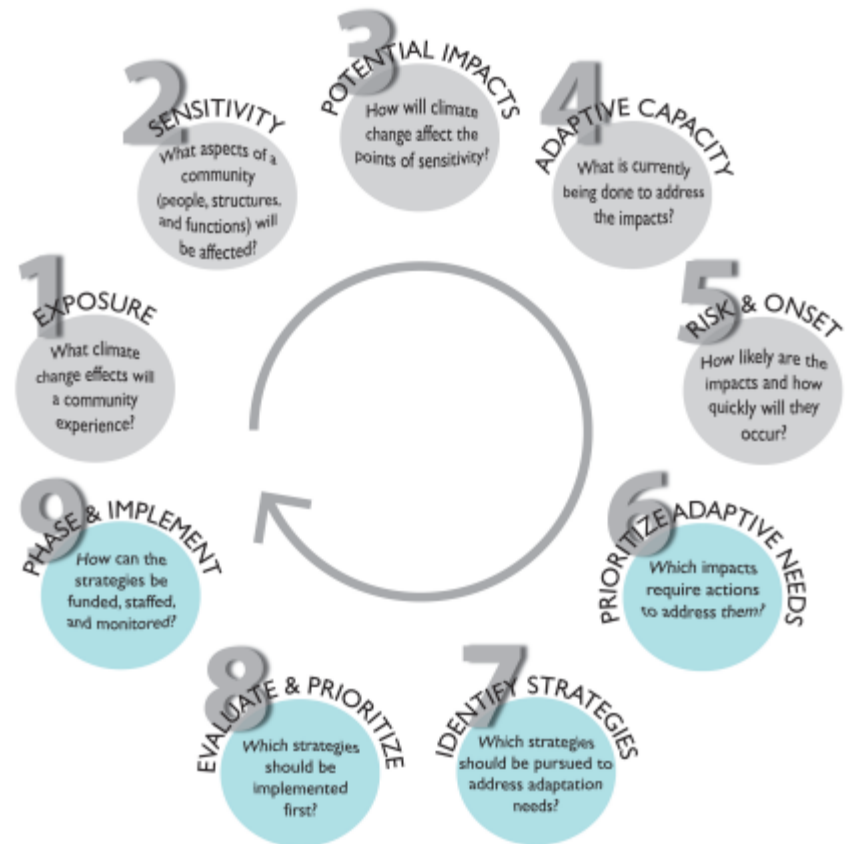 1
EXPOSURE
What climate
change effects will
a community
experience?
2
SENSITIVITY
What aspects of a
community
(people, structures,
and functions) will
be affected?
3
POTENTIAL IMPACTS
How will climate
change affect the
points of sensitivity?
4
ADAPTIVE CAPACITY
What is currently
being done to address
the impacts?
5
RISK & ONSET
How likely are the
impacts and how
quickly will they
occur?
6
PRIORITIZE ADAPTIVE NEEDS
Which impacts
require actions
to address them?
7
IDENTIFY STRATEGIES
Which strategies
should be pursued to
address adaptation
needs?
8
EVALUATE & PRIORITIZE
Which strategies
should be
implemented
first?
9
PHASE & IMPLEMENT
How can the
strategies be
funded, staffed,
and monitored?